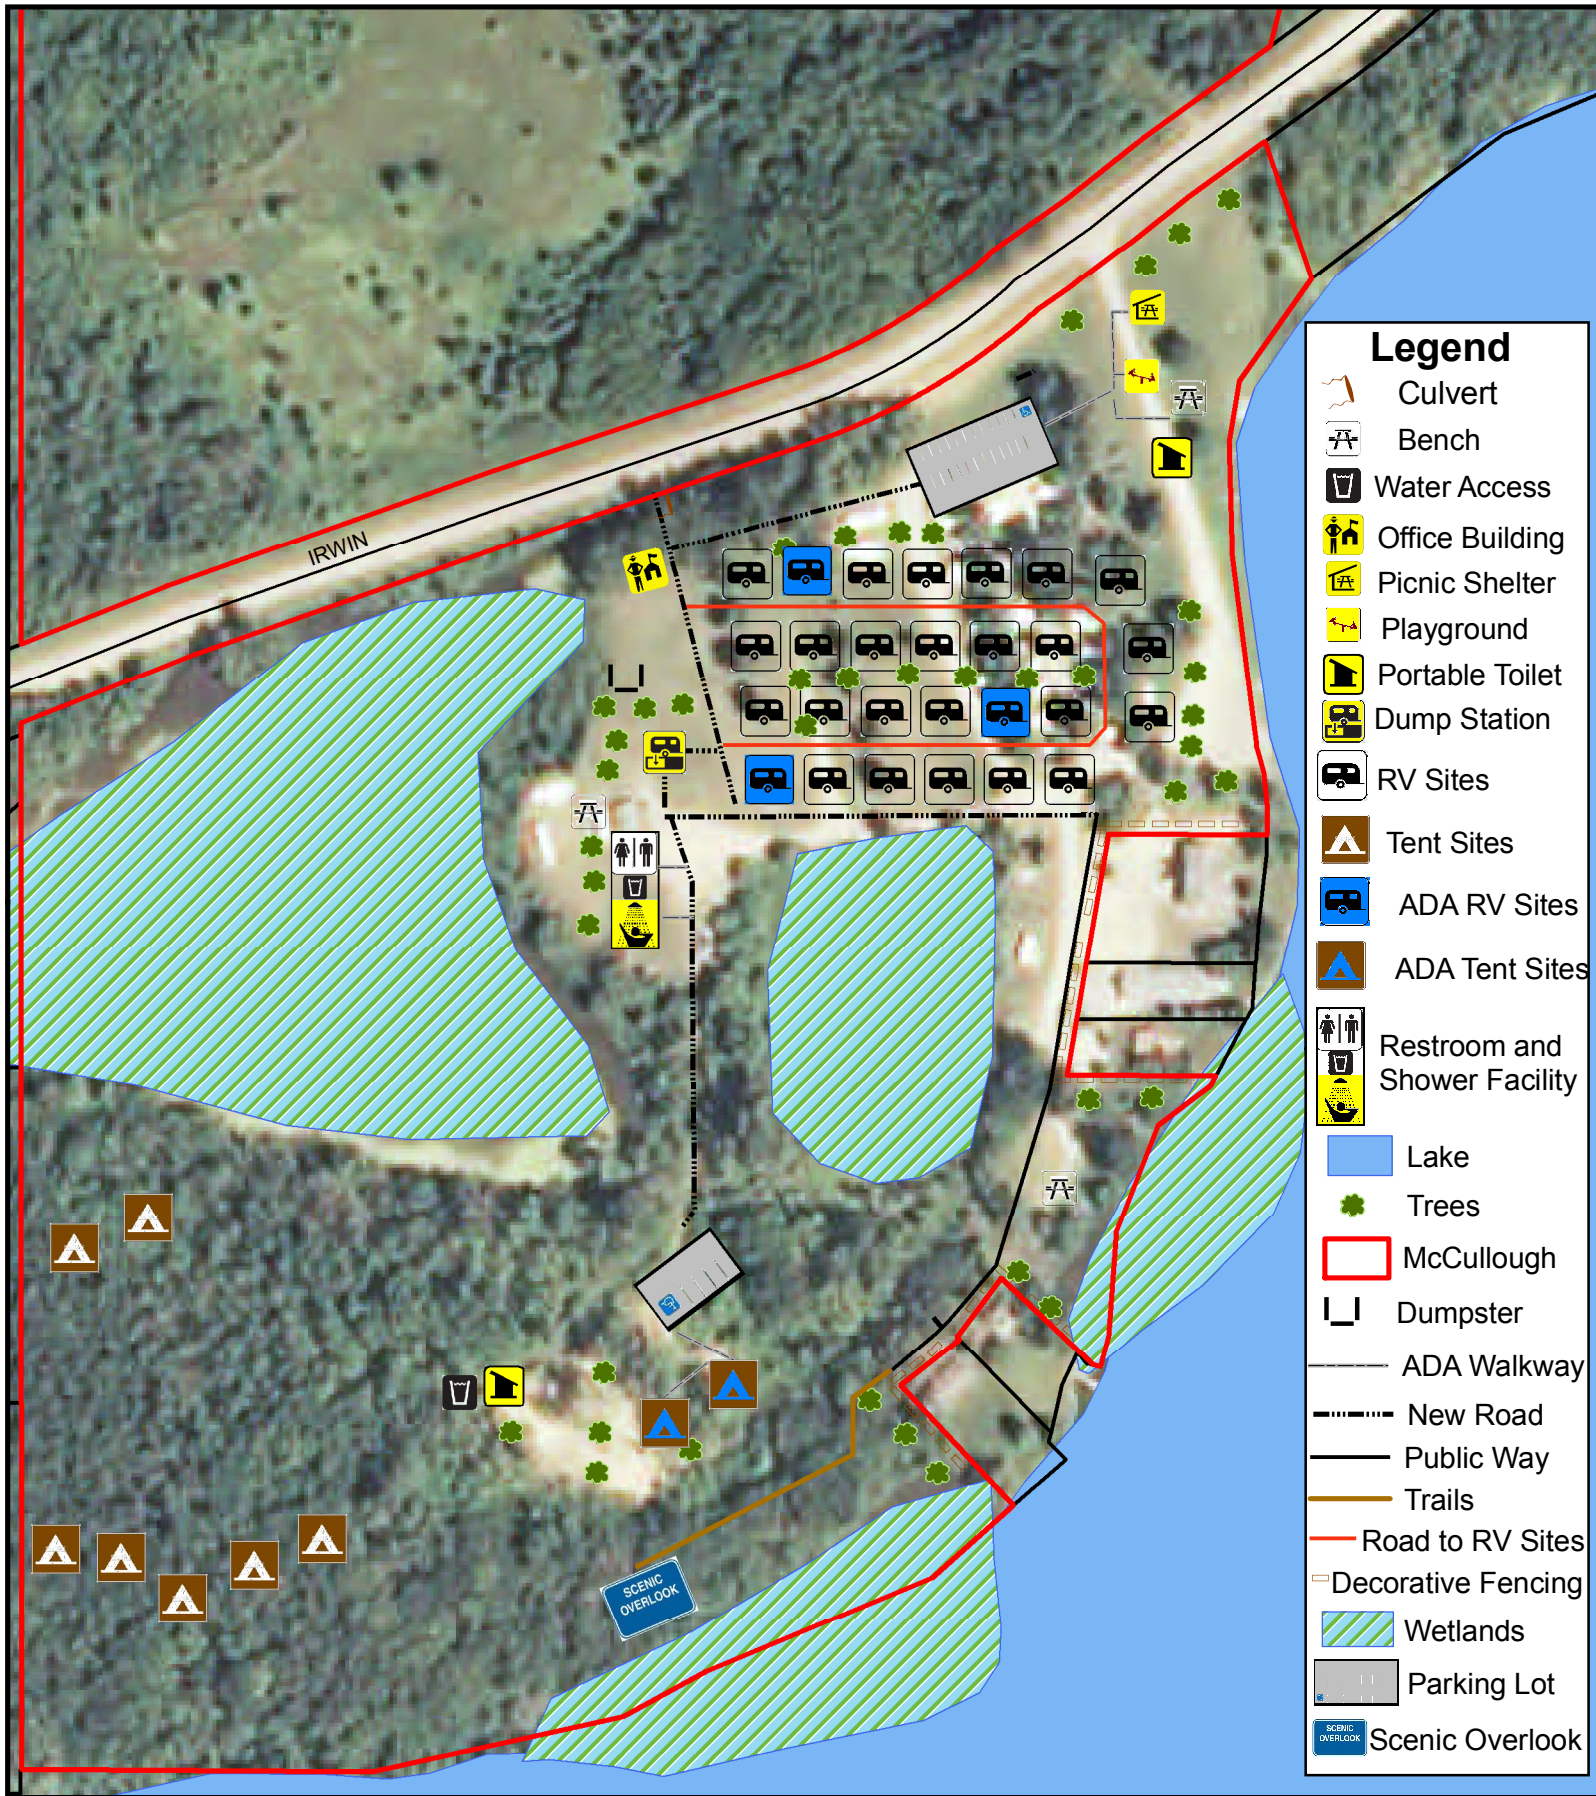 IRWIN
SCENIC
OVERLOOK
Legend
Culvert
Bench
Water Access
Office Building
Picnic Shelter
Playground
Portable Toilet
Dump Station
RV Sites
Tent Sites
ADA RV Sites
ADA Tent Sites
Restroom and
Shower Facility
Lake
Trees
McCullough
Dumpster
ADA Walkway
New Road
Public Way
Trails
Road to RV Sites
Decorative Fencing
Wetlands
Parking Lot
SCENIC
OVERLOOK
Scenic Overlook